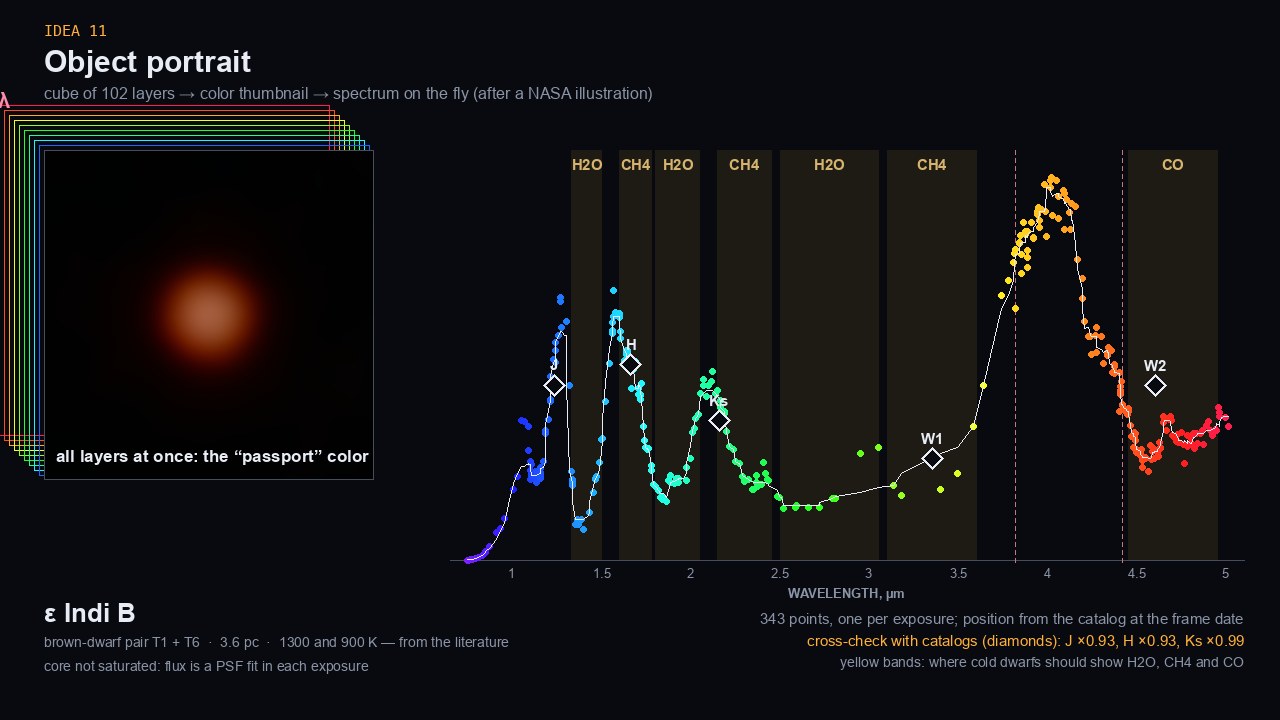 IDEA 11
Object portrait
cube of 102 layers → color thumbnail → spectrum on the fly (after a NASA illustration)
λ
all layers at once: the “passport” color
H2O CH4 H2O CH4 H2O CH4 CO
J H Ks W1 W2
1 1.5 2 2.5 3 3.5 4 4.5 5
WAVELENGTH, µm
ε Indi B
brown-dwarf pair T1 + T6 · 3.6 pc · 1300 and 900 K — from the literature
core not saturated: flux is a PSF fit in each exposure
343 points, one per exposure; position from the catalog at the frame date
cross-check with catalogs (diamonds): J ×0.93, H ×0.93, Ks ×0.99
yellow bands: where cold dwarfs should show H2O, CH4 and CO